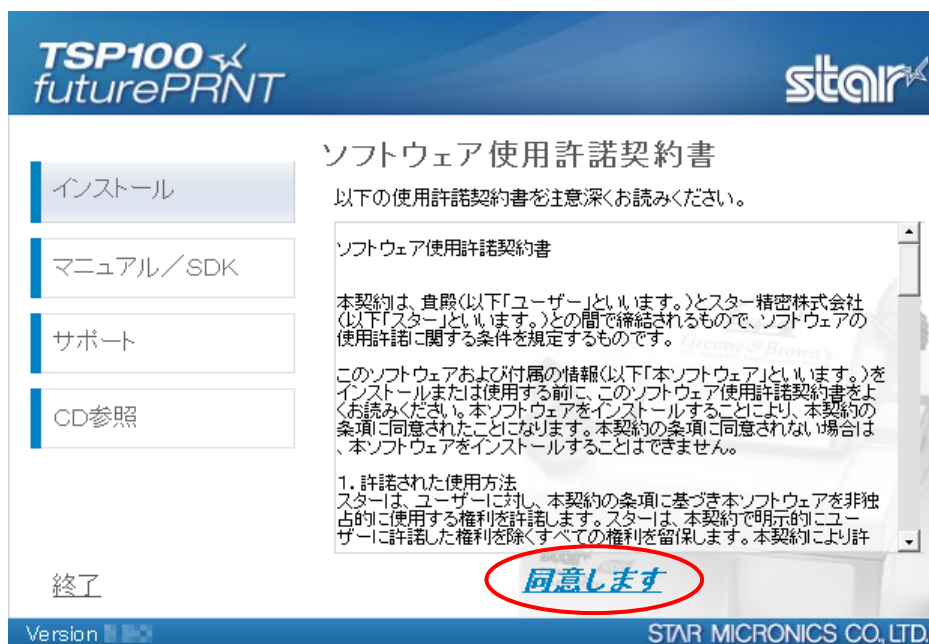 TSP100
futurePRNT
star
インストール
マニュアル／SDK
サポート
CD参照
終了
ソフトウェア使用許諾契約書
以下の使用許諾契約書を注意深くお読みください。
ソフトウェア使用許諾契約書
本契約は、貴殿（以下「ユーザー」といいます。）とスター精密株式会社
（以下「スター」といいます。）との間で締結されるもので、ソフトウェアの
使用許諾に関する条件を規定するものです。
このソフトウェアおよび付属の情報（以下「本ソフトウェア」といいます。）を
インストールまたは使用する前に、このソフトウェア使用許諾契約書をよ
くお読みください。本ソフトウェアをインストールすることにより、本契約の
条項に同意されたことになります。本契約の条項に同意されない場合は
、本ソフトウェアをインストールすることはできません。
1. 許諾された使用方法
スターは、ユーザーに対し、本契約の条項に基づき本ソフトウェアを非独
占的に使用する権利を許諾します。スターは、本契約で明示的にユー
ザーに許諾した権利を除くすべての権利を留保します。本契約により許
Greene & Brown's
同意します
Version
STAR MICRONICS CO., LTD.